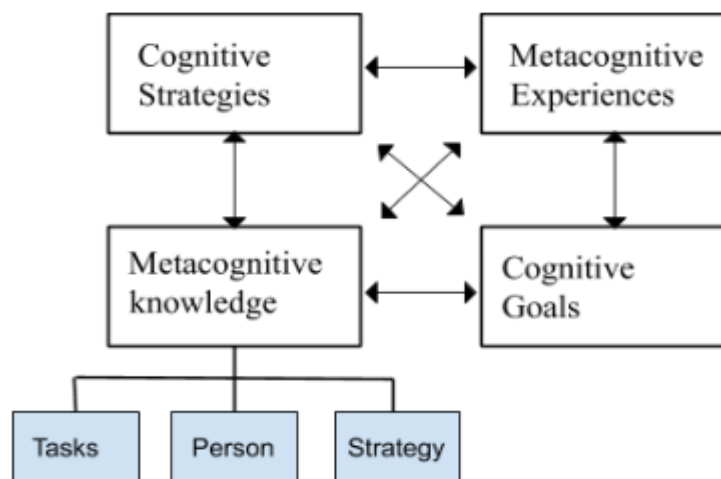 Cognitive
Strategies
Metacognitive
Experiences
Metacognitive
knowledge
Cognitive
Goals
Tasks
Person
Strategy